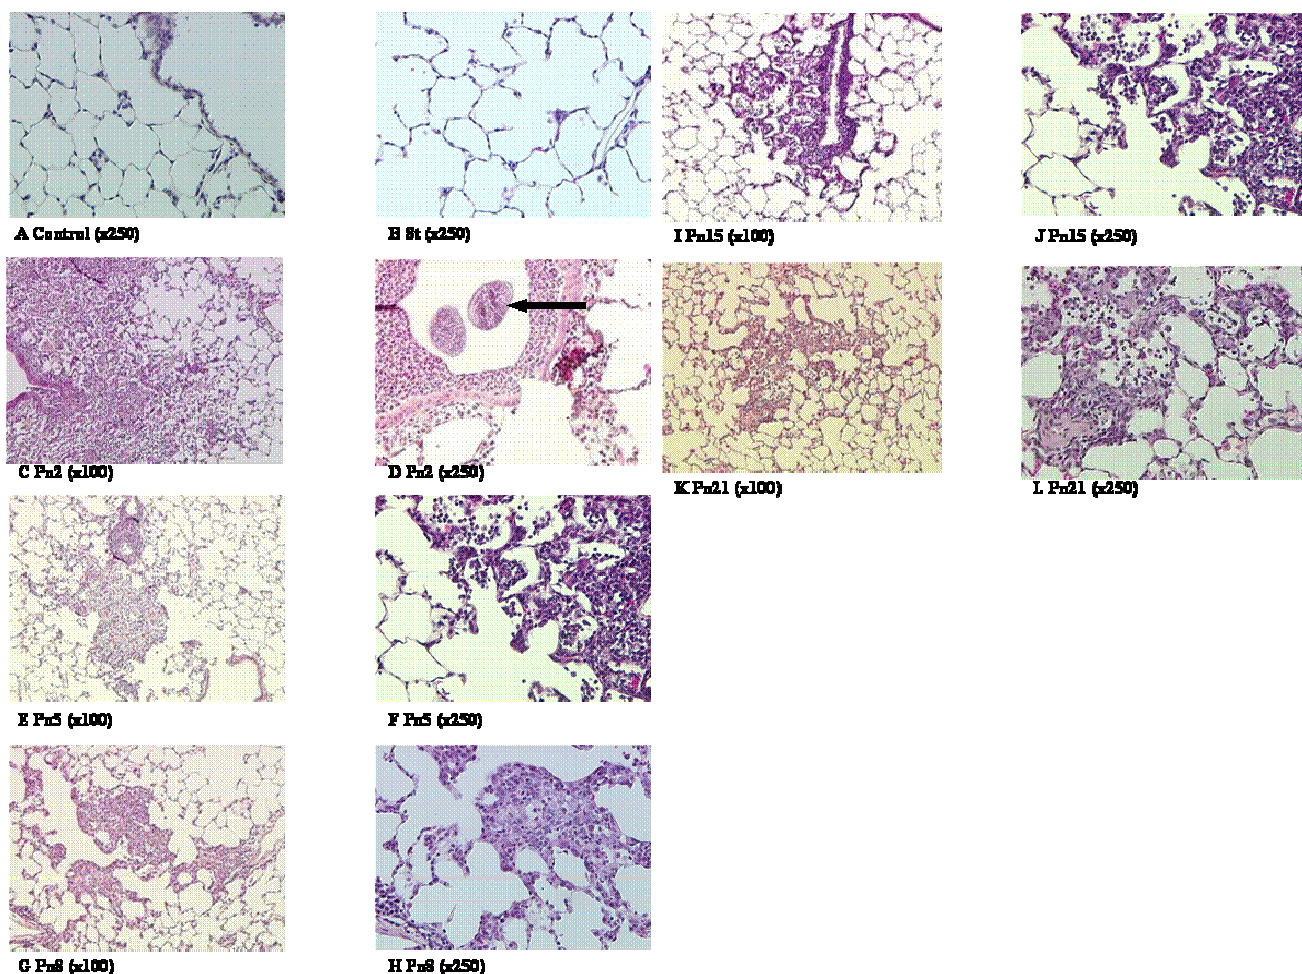 A Control (x250)
B St (x250)
I Pn15 (x100)
J Pn15 (x250)
C Pn2 (x100)
D Pn2 (x250)
K Pn21 (x100)
L Pn21 (x250)
E Pn5 (x100)
F Pn5 (x250)
G Pn8 (x100)
H Pn8 (x250)